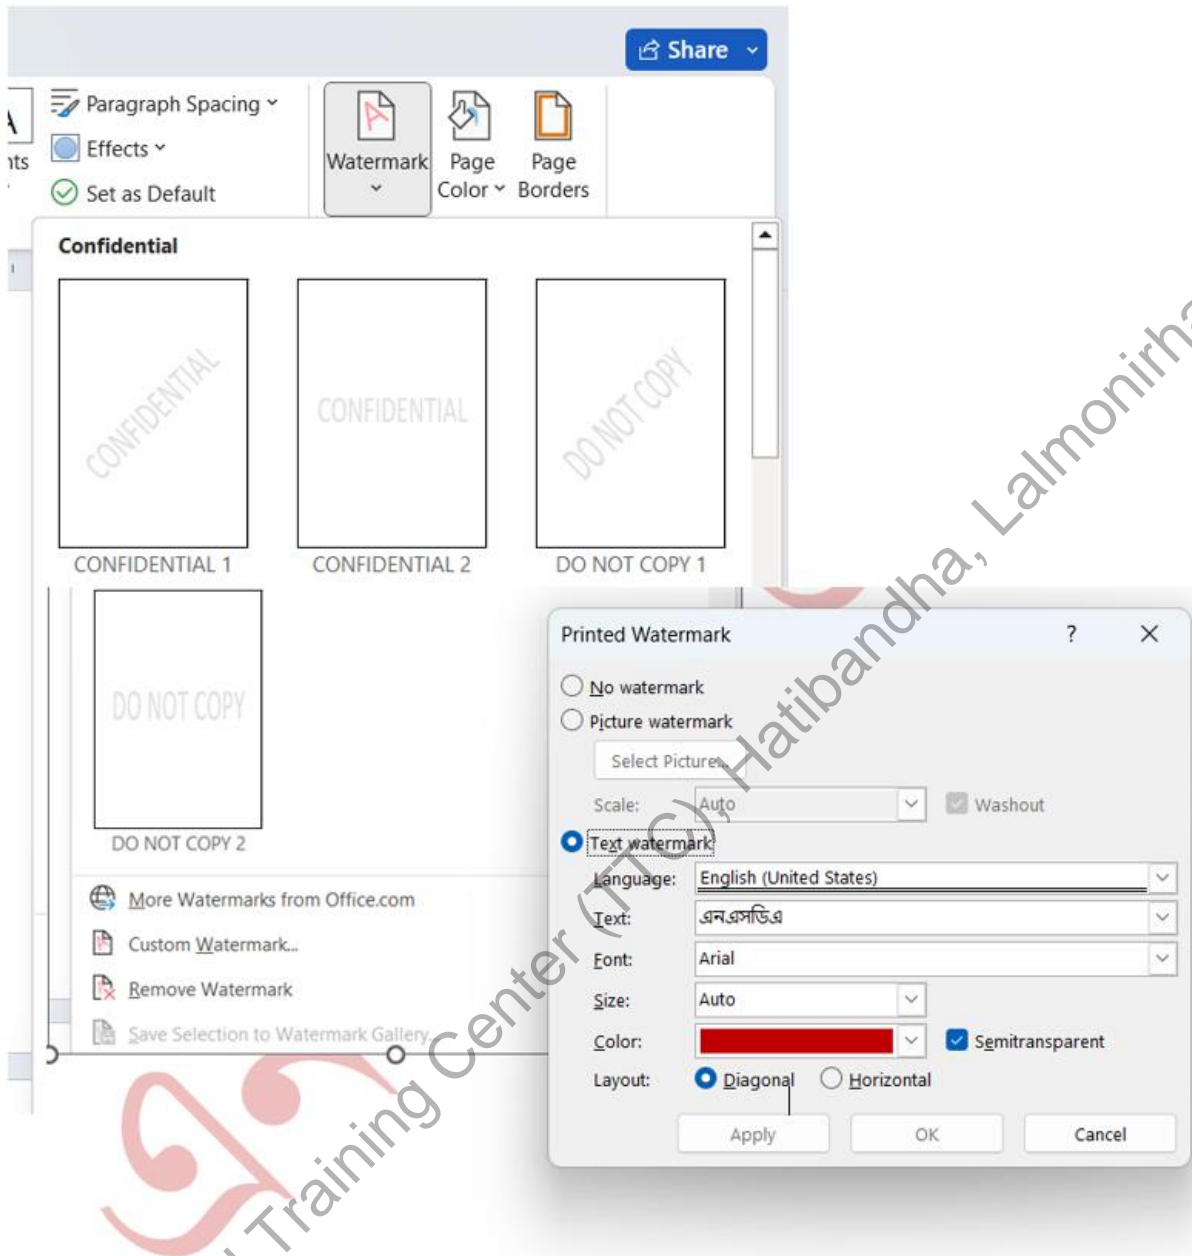 Share
Paragraph Spacing
Effects
Set as Default
Watermark
Page Color
Page Borders
Confidential
CONFIDENTIAL
CONFIDENTIAL
DO NOT COPY
CONFIDENTIAL 1
CONFIDENTIAL 2
DO NOT COPY 1
DO NOT COPY
DO NOT COPY 2
More Watermarks from Office.com
Custom Watermark...
Remove Watermark
Save Selection to Watermark Gallery...
Printed Watermark
? 
No watermark
Picture watermark
Select Picture...
Scale: Auto Washout
Text watermark
Language: English (United States)
Text: এনএসডিএ
Font: Arial
Size: Auto
Color: Semitransparent
Layout: Diagonal Horizontal
Apply OK Cancel
Training Center (TTC), Hatibandha,